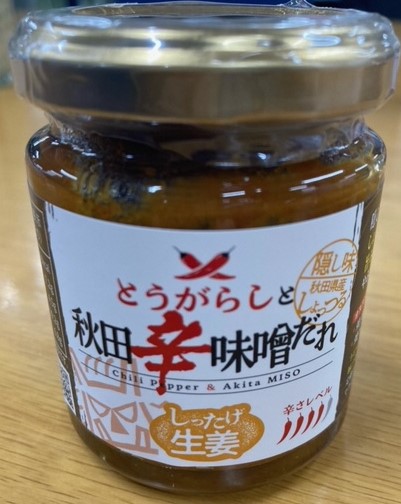 とうがらしと
隠し味
秋田県産
しょっつる
秋田辛味噌だれ
Chili Pepper & Akita MISO
しったげ
生姜
辛さレベル